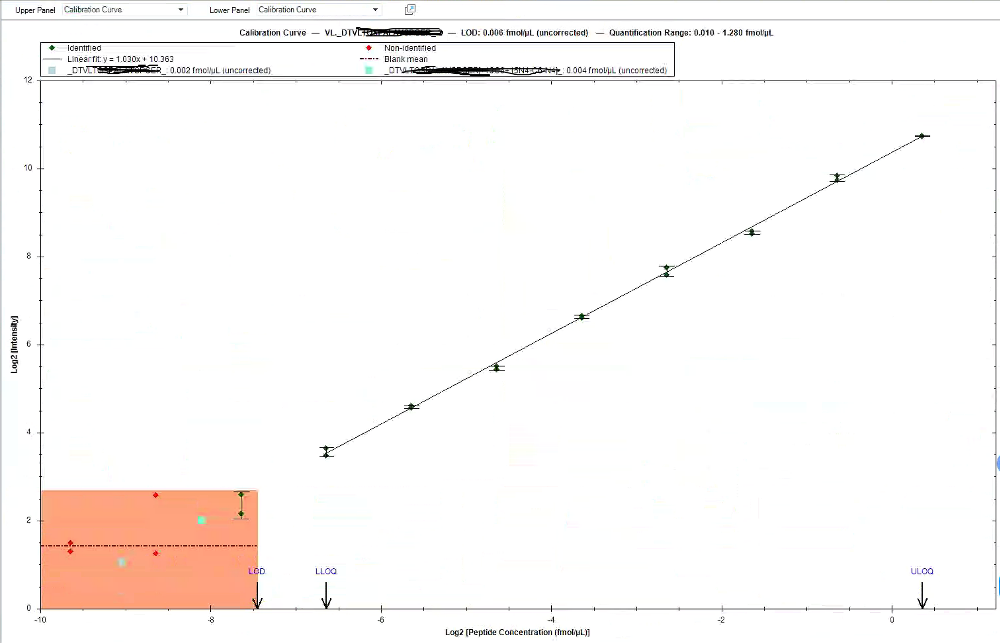 Upper Panel Calibration Curve Lower Panel Calibration Curve
Calibration Curve — VL._DTVL — LOD: 0.006 fmol/µL (uncorrected) — Quantification Range: 0.010 - 1.280 fmol/µL
Identified Non-identified
Linear fit: y = 1.030x + 10.363 Blank mean
_DTVLT : 0.002 fmol/µL (uncorrected) _DTVLT : 0.004 fmol/µL (uncorrected)
12
10
8
6
4
2
0
Log2 [Intensity]
LOD LLOQ ULOQ
-10 -8 -6 -4 -2 0
Log2 [Peptide Concentration (fmol/µL)]